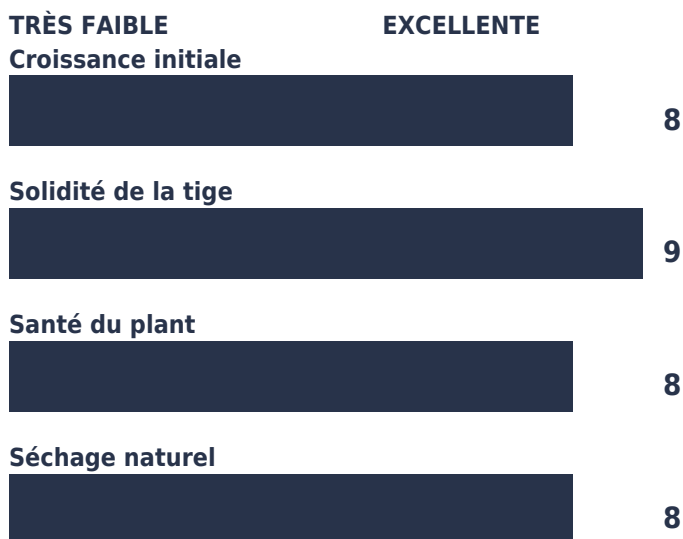 TRÈS FAIBLE EXCELLENTE
Croissance initiale
8
Solidité de la tige
9
Santé du plant
8
Séchage naturel
8